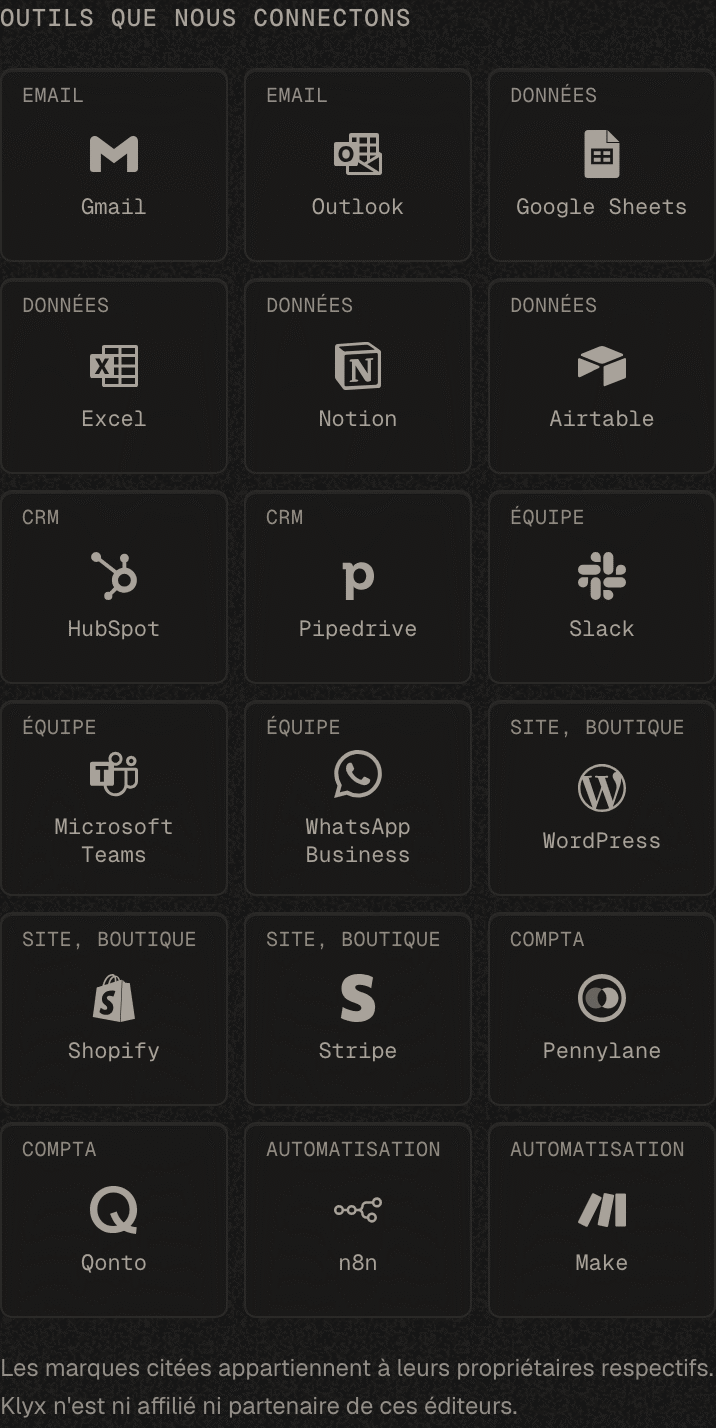 OUTILS QUE NOUS CONNECTONS
EMAIL
Gmail
EMAIL
Outlook
DONNÉES
Google Sheets
DONNÉES
Excel
DONNÉES
Notion
DONNÉES
Airtable
CRM
HubSpot
CRM
Pipedrive
ÉQUIPE
Slack
ÉQUIPE
Microsoft
Teams
ÉQUIPE
WhatsApp
Business
SITE, BOUTIQUE
WordPress
SITE, BOUTIQUE
Shopify
SITE, BOUTIQUE
Stripe
COMPTA
Pennylane
COMPTA
Qonto
AUTOMATISATION
n8n
AUTOMATISATION
Make
Les marques citées appartiennent à leurs propriétaires respectifs.
Klyx n'est ni affilié ni partenaire de ces éditeurs.